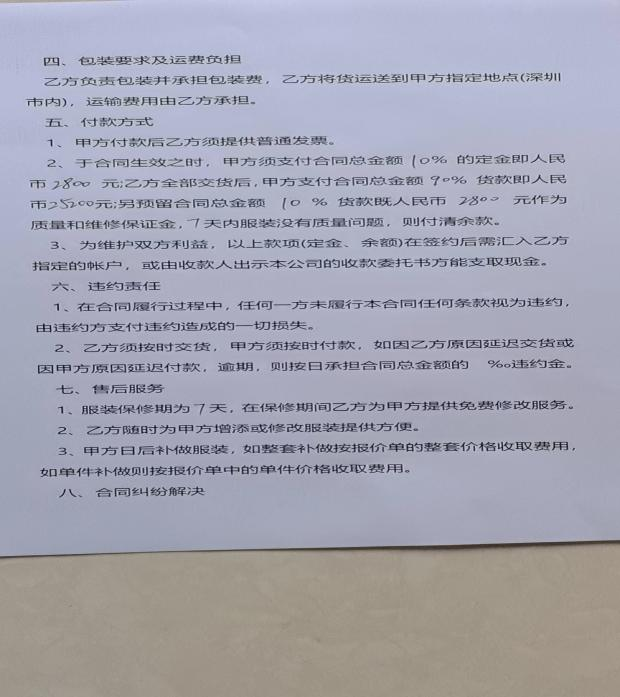 四、包装要求及运费负担
乙方负责包装并承担包装费，乙方将货运送到甲方指定地点(深圳
市内)，运输费用由乙方承担。
五、付款方式
1、甲方付款后乙方须提供普通发票。
2、于合同生效之时，甲方须支付合同总金额 10% 的定金即人民
币 2800 元;乙方全部交货后,甲方支付合同总金额 90% 货款即人民
币25200元;另预留合同总金额 10 % 货款既人民币 2800 元作为
质量和维修保证金，7天内服装没有质量问题，则付清余款。
3、为维护双方利益，以上款项(定金、余额)在签约后需汇入乙方
指定的帐户，或由收款人出示本公司的收款委托书方能支取现金。
六、违约责任
1、在合同履行过程中，任何一方未履行本合同任何条款视为违约，
由违约方支付违约造成的一切损失。
2、乙方须按时交货，甲方须按时付款，如因乙方原因延迟交货或
因甲方原因延迟付款，逾期，则按日承担合同总金额的 ‰违约金。
七、售后服务
1、服装保修期为7天，在保修期间乙方为甲方提供免费修改服务。
2、乙方随时为甲方增添或修改服装提供方便。
3、甲方日后补做服装，如整套补做按报价单的整套价格收取费用，
如单件补做则按报价单中的单件价格收取费用。
八、合同纠纷解决